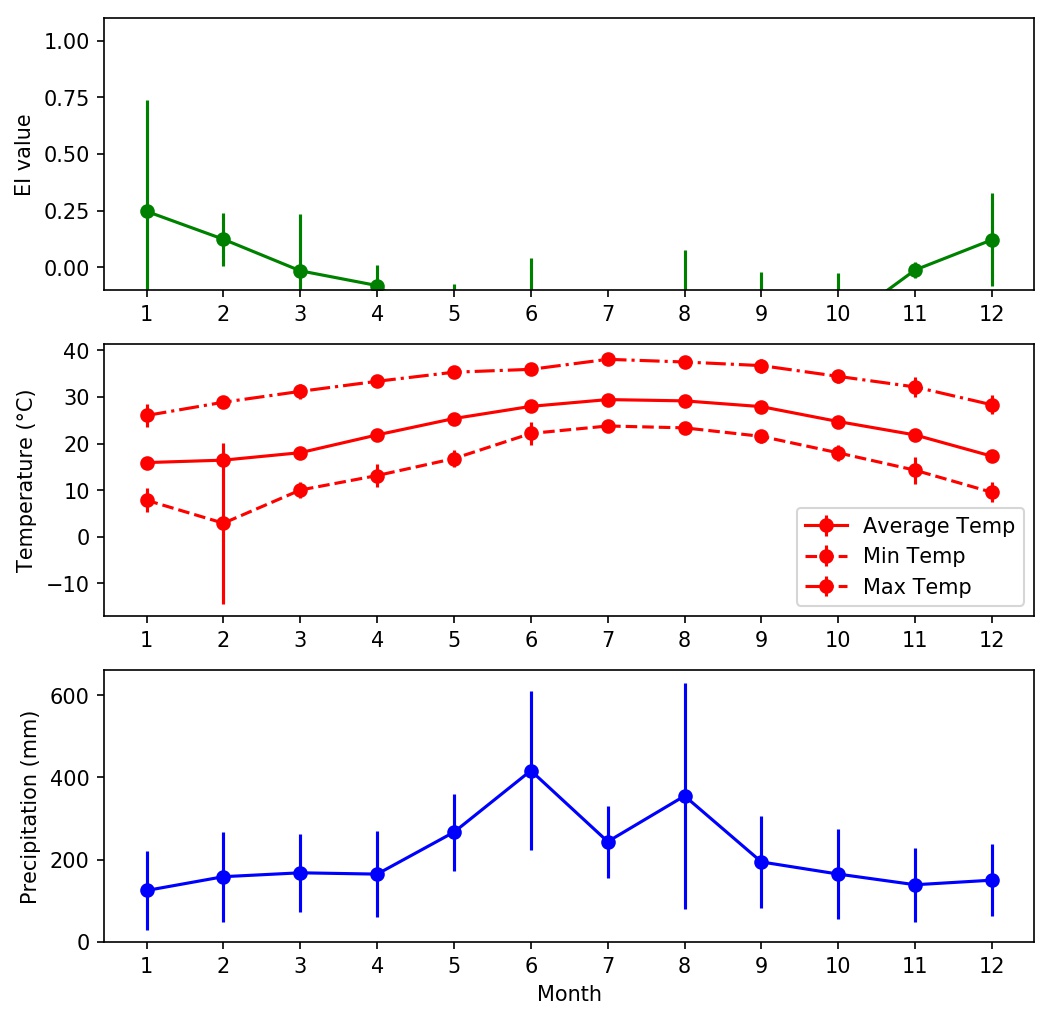 EI value
1.00
0.75
0.50
0.25
0.00
1 2 3 4 5 6 7 8 9 10 11 12
Temperature (°C)
40
30
20
10
0
−10
Average Temp
Min Temp
Max Temp
1 2 3 4 5 6 7 8 9 10 11 12
Precipitation (mm)
600
400
200
0
1 2 3 4 5 6 7 8 9 10 11 12
Month